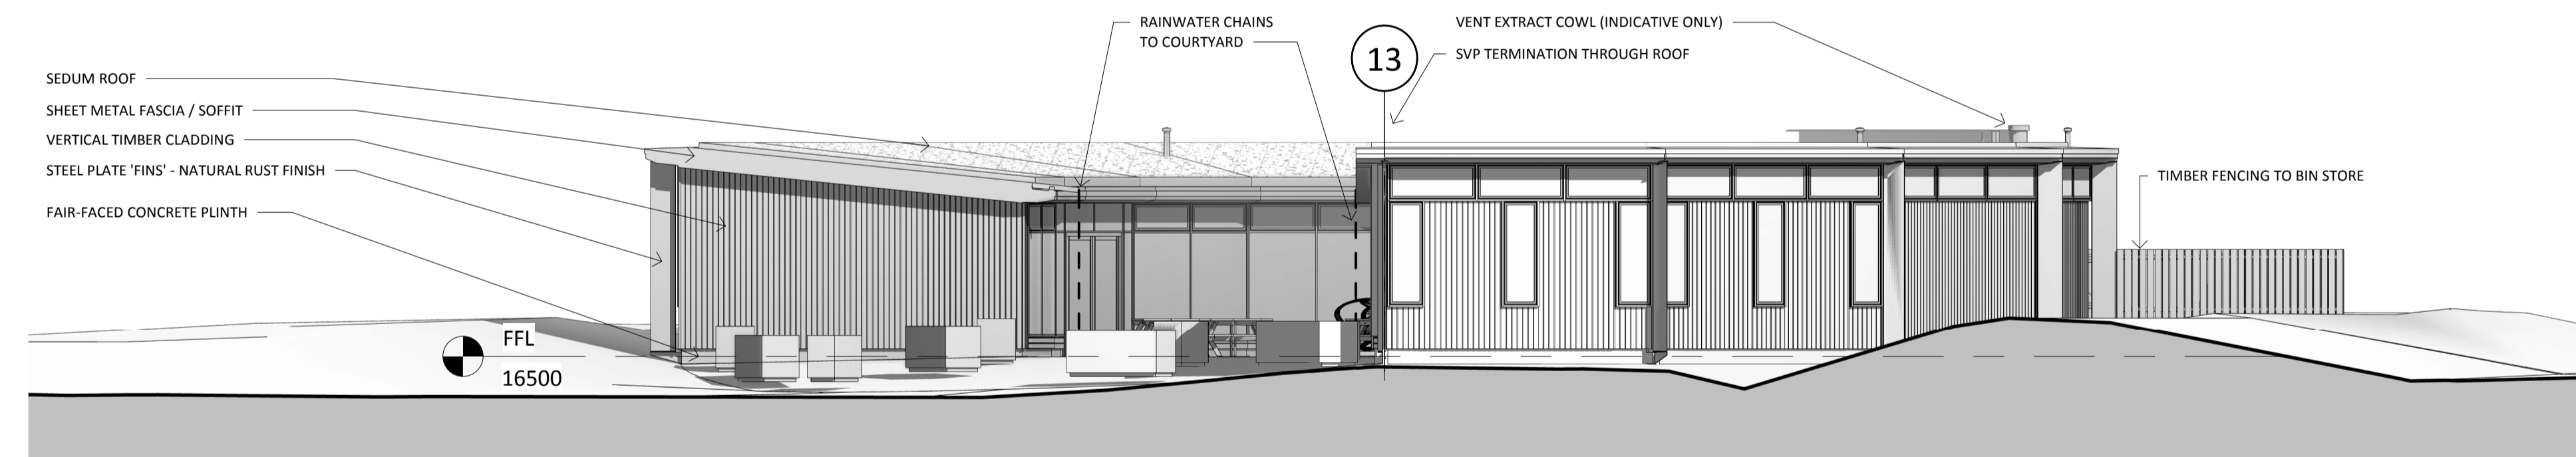 RAINWATER CHAINS
TO COURTYARD
13
VENT EXTRACT COWL (INDICATIVE ONLY)
SVP TERMINATION THROUGH ROOF
SEDUM ROOF
SHEET METAL FASCIA / SOFFIT
VERTICAL TIMBER CLADDING
STEEL PLATE 'FINS' - NATURAL RUST FINISH
FAIR-FACED CONCRETE PLINTH
TIMBER FENCING TO BIN STORE
FFL
16500